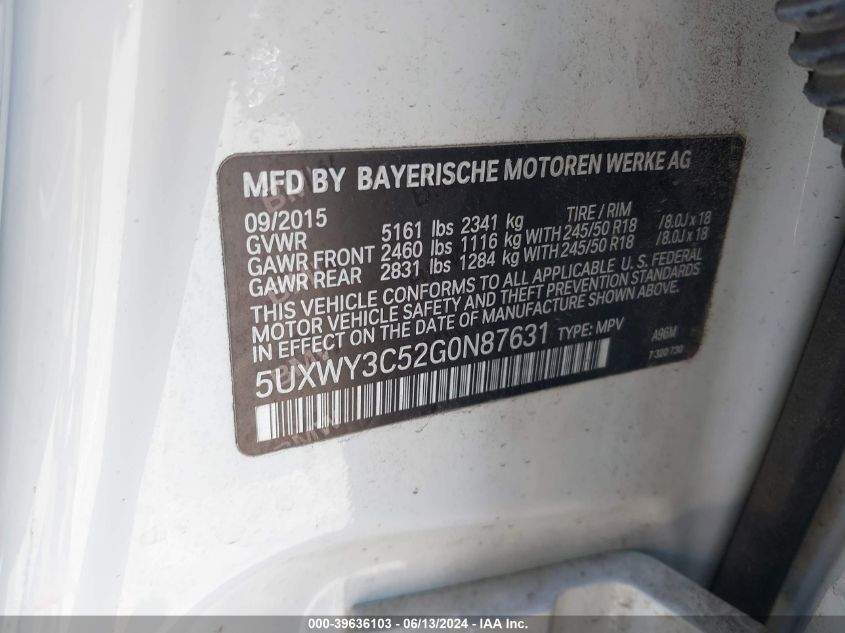 MFD BY BAYERISCHE MOTOREN WERKE AG
09/2015 TIRE / RIM
GVWR 5161 lbs 2341 kg
GAWR FRONT 2460 lbs 1116 kg WITH 245/50 R18 /8.0J x 18
GAWR REAR 2831 lbs 1284 kg WITH 245/50 R18 /8.0J x 18
THIS VEHICLE CONFORMS TO ALL APPLICABLE U. S. FEDERAL
MOTOR VEHICLE SAFETY AND THEFT PREVENTION STANDARDS
IN EFFECT ON THE DATE OF MANUFACTURE SHOWN ABOVE.
5UXWY3C52G0N87631 TYPE: MPV A96M
7 320 730
000-39636103 - 06/13/2024 - IAA Inc.